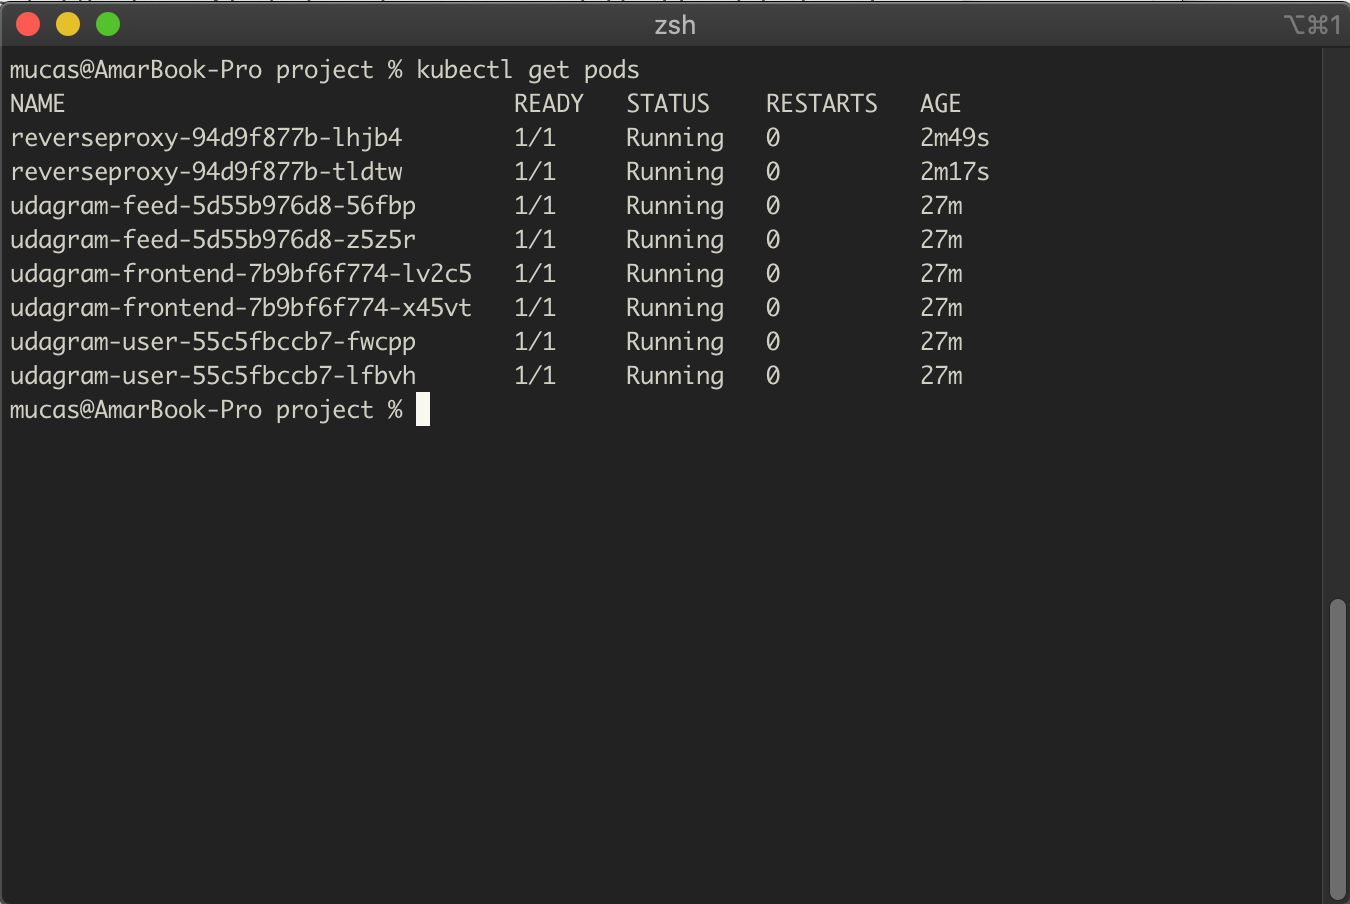 zsh
⌥⌘1
mucas@AmarBook-Pro project % kubectl get pods
NAME READY STATUS RESTARTS AGE
reverseproxy-94d9f877b-lhjb4 1/1 Running 0 2m49s
reverseproxy-94d9f877b-tldtw 1/1 Running 0 2m17s
udagram-feed-5d55b976d8-56fbp 1/1 Running 0 27m
udagram-feed-5d55b976d8-z5z5r 1/1 Running 0 27m
udagram-frontend-7b9bf6f774-lv2c5 1/1 Running 0 27m
udagram-frontend-7b9bf6f774-x45vt 1/1 Running 0 27m
udagram-user-55c5fbccb7-fwcpp 1/1 Running 0 27m
udagram-user-55c5fbccb7-lfbvh 1/1 Running 0 27m
mucas@AmarBook-Pro project %